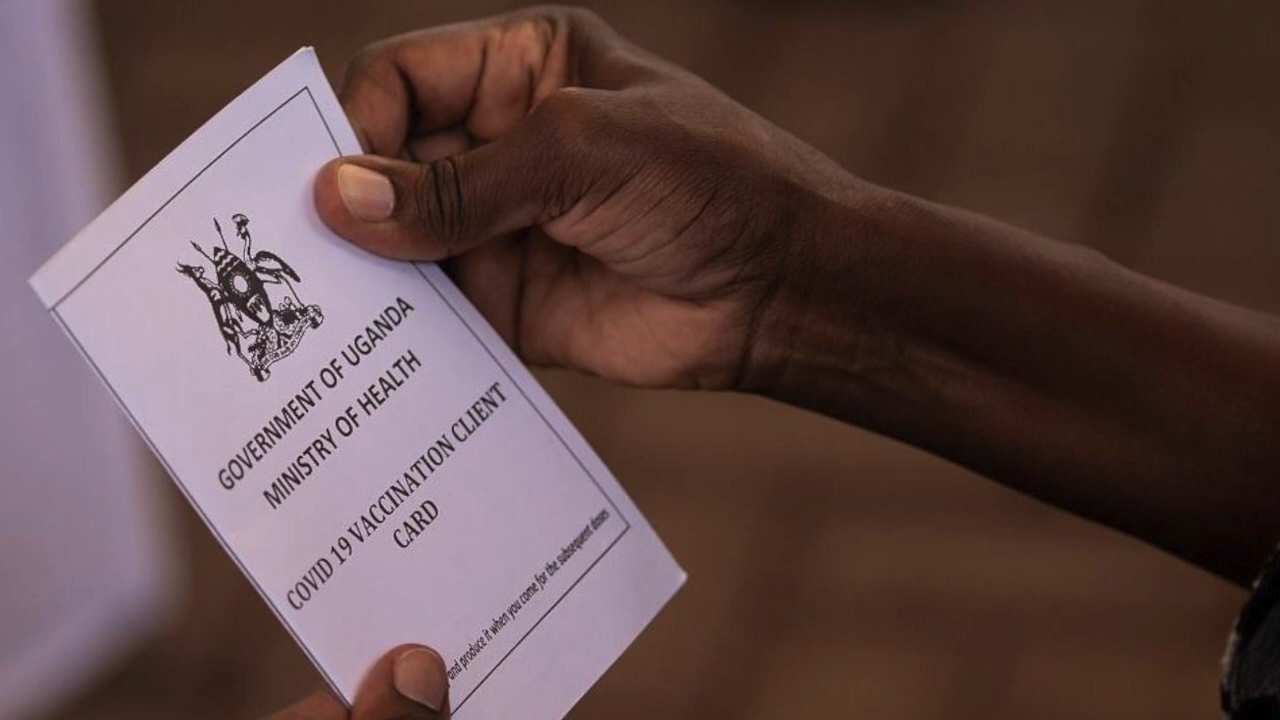 GOVERNMENT OF UGANDA
MINISTRY OF HEALTH
COVID 19 VACCINATION CLIENT
CARD
and produce it when you come for the subsequent doses